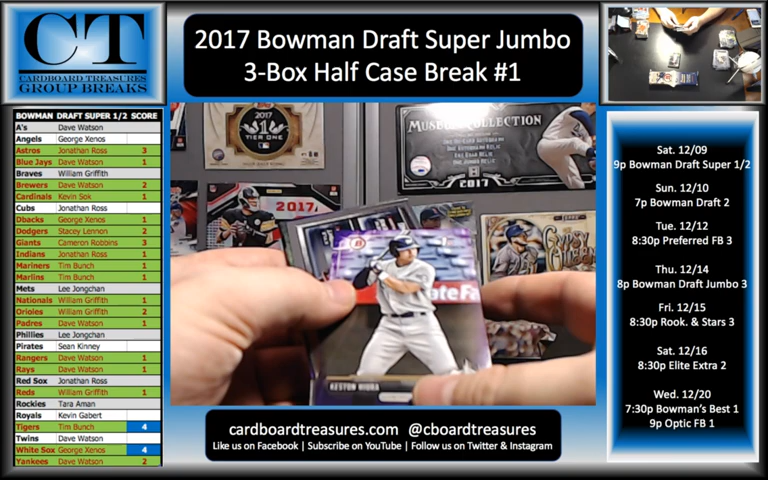 CT
CARDBOARD TREASURES
GROUP BREAKS
2017 Bowman Draft Super Jumbo
3-Box Half Case Break #1
BOWMAN DRAFT SUPER 1/2 SCORE
A's Dave Watson
Angels George Xenos
Astros Jonathan Ross 3
Blue Jays Dave Watson 1
Braves William Griffith
Brewers Dave Watson 2
Cardinals Kevin Sok 1
Cubs Jonathan Ross
Dbacks George Xenos 1
Dodgers Stacey Lennon 2
Giants Cameron Robbins 3
Indians Jonathan Ross 1
Mariners Tim Bunch 1
Marlins Tim Bunch 1
Mets Lee Jongchan
Nationals William Griffith 1
Orioles William Griffith 2
Padres Dave Watson 1
Phillies Lee Jongchan
Pirates Sean Kinney
Rangers Dave Watson 1
Rays Dave Watson 1
Red Sox Jonathan Ross
Reds William Griffith 1
Rockies Tara Aman
Royals Kevin Gabert
Tigers Tim Bunch 4
Twins Dave Watson
White Sox George Xenos 4
Yankees Dave Watson 2
2017
TIER ONE
MUSEUM COLLECTION
2017
2017
GYPSY QUEEN
StateFa
KESTON HIURA
cardboardtreasures.com @cboardtreasures
Like us on Facebook | Subscribe on YouTube | Follow us on Twitter & Instagram
Sat. 12/09
9p Bowman Draft Super 1/2
Sun. 12/10
7p Bowman Draft 2
Tue. 12/12
8:30p Preferred FB 3
Thu. 12/14
8p Bowman Draft Jumbo 3
Fri. 12/15
8:30p Rook. & Stars 3
Sat. 12/16
8:30p Elite Extra 2
Wed. 12/20
7:30p Bowman's Best 1
9p Optic FB 1